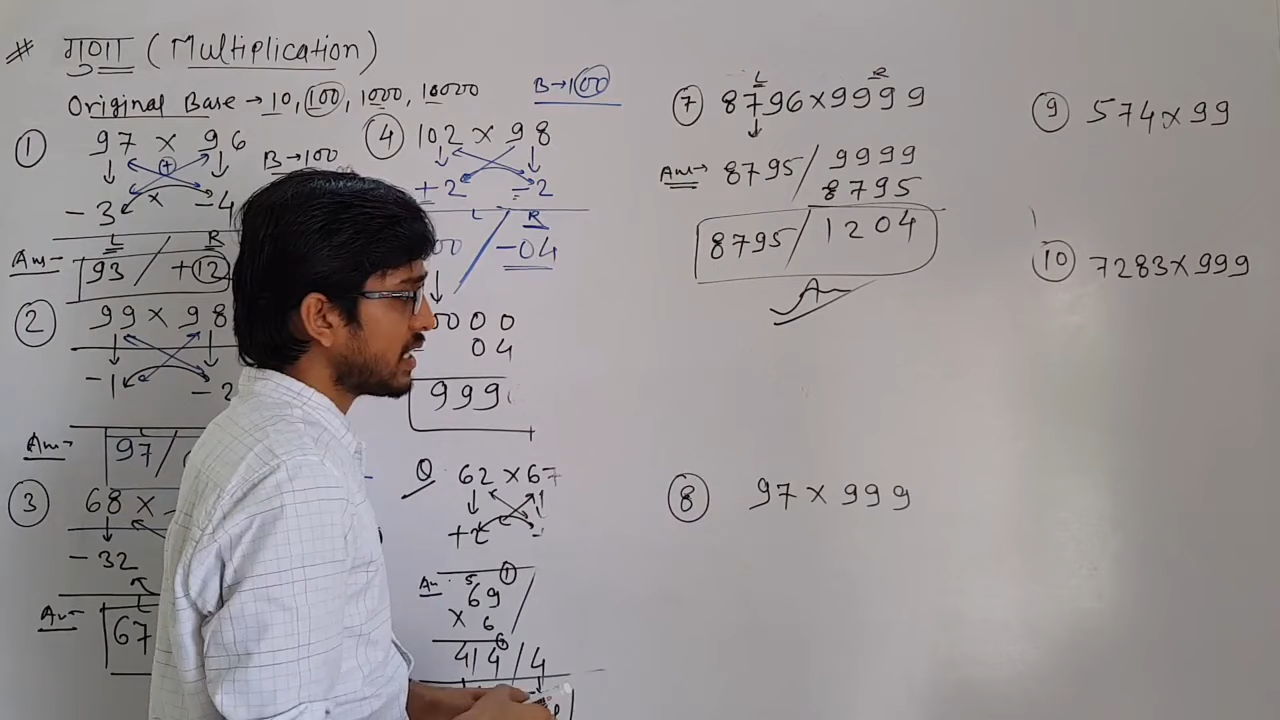 # गुणा (Multiplication)
Original Base → 10, 100, 1000, 10000
① 97 × 96
B → 100
-3 × -4
L R
Ans- 93 / +12
② 99 × 98
-1 -2
Ans- 97 /
③ 68 ×
-32
L
Ans- 67
B → 100
④ 102 × 98
+2 -2
L R
00 / -04
00 0 0
04
999
Q 62 × 67
+2
Ans. 69
× 6
41 4 / 4
L R
⑦ 8796 × 9999
Ans → 8795 / 9999
8795
8795 / 1204
⑧ 97 × 999
⑨ 574 × 99
⑩ 7283 × 999